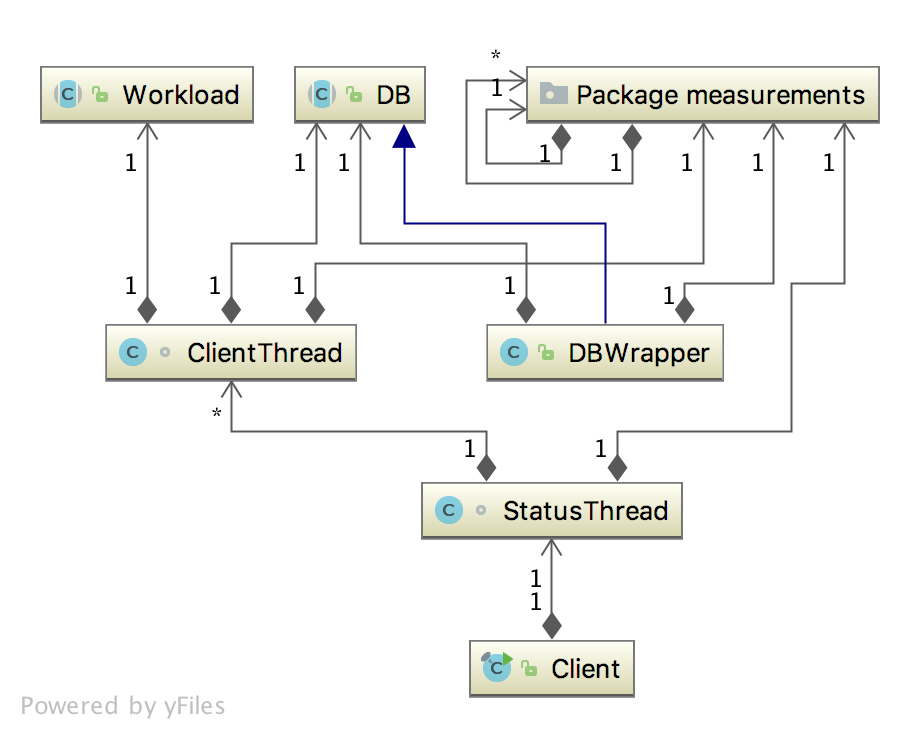 *
Workload
DB
1
Package measurements
1
1
1
1
1
1
1
1
1
1
1
1
1
1
ClientThread
DBWrapper
*
1
1
StatusThread
1
1
Client
Powered by yFiles